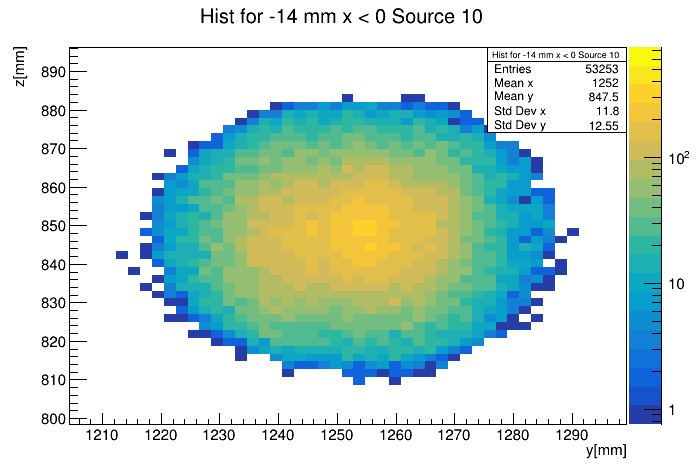 Hist for -14 mm x < 0 Source 10
z[mm]
Hist for -14 mm x < 0 Source 10
Entries 53253
Mean x 1252
Mean y 847.5
Std Dev x 11.8
Std Dev y 12.55
890
880
870
860
850
840
830
820
810
800
1210 1220 1230 1240 1250 1260 1270 1280 1290
y[mm]
10²
10
1